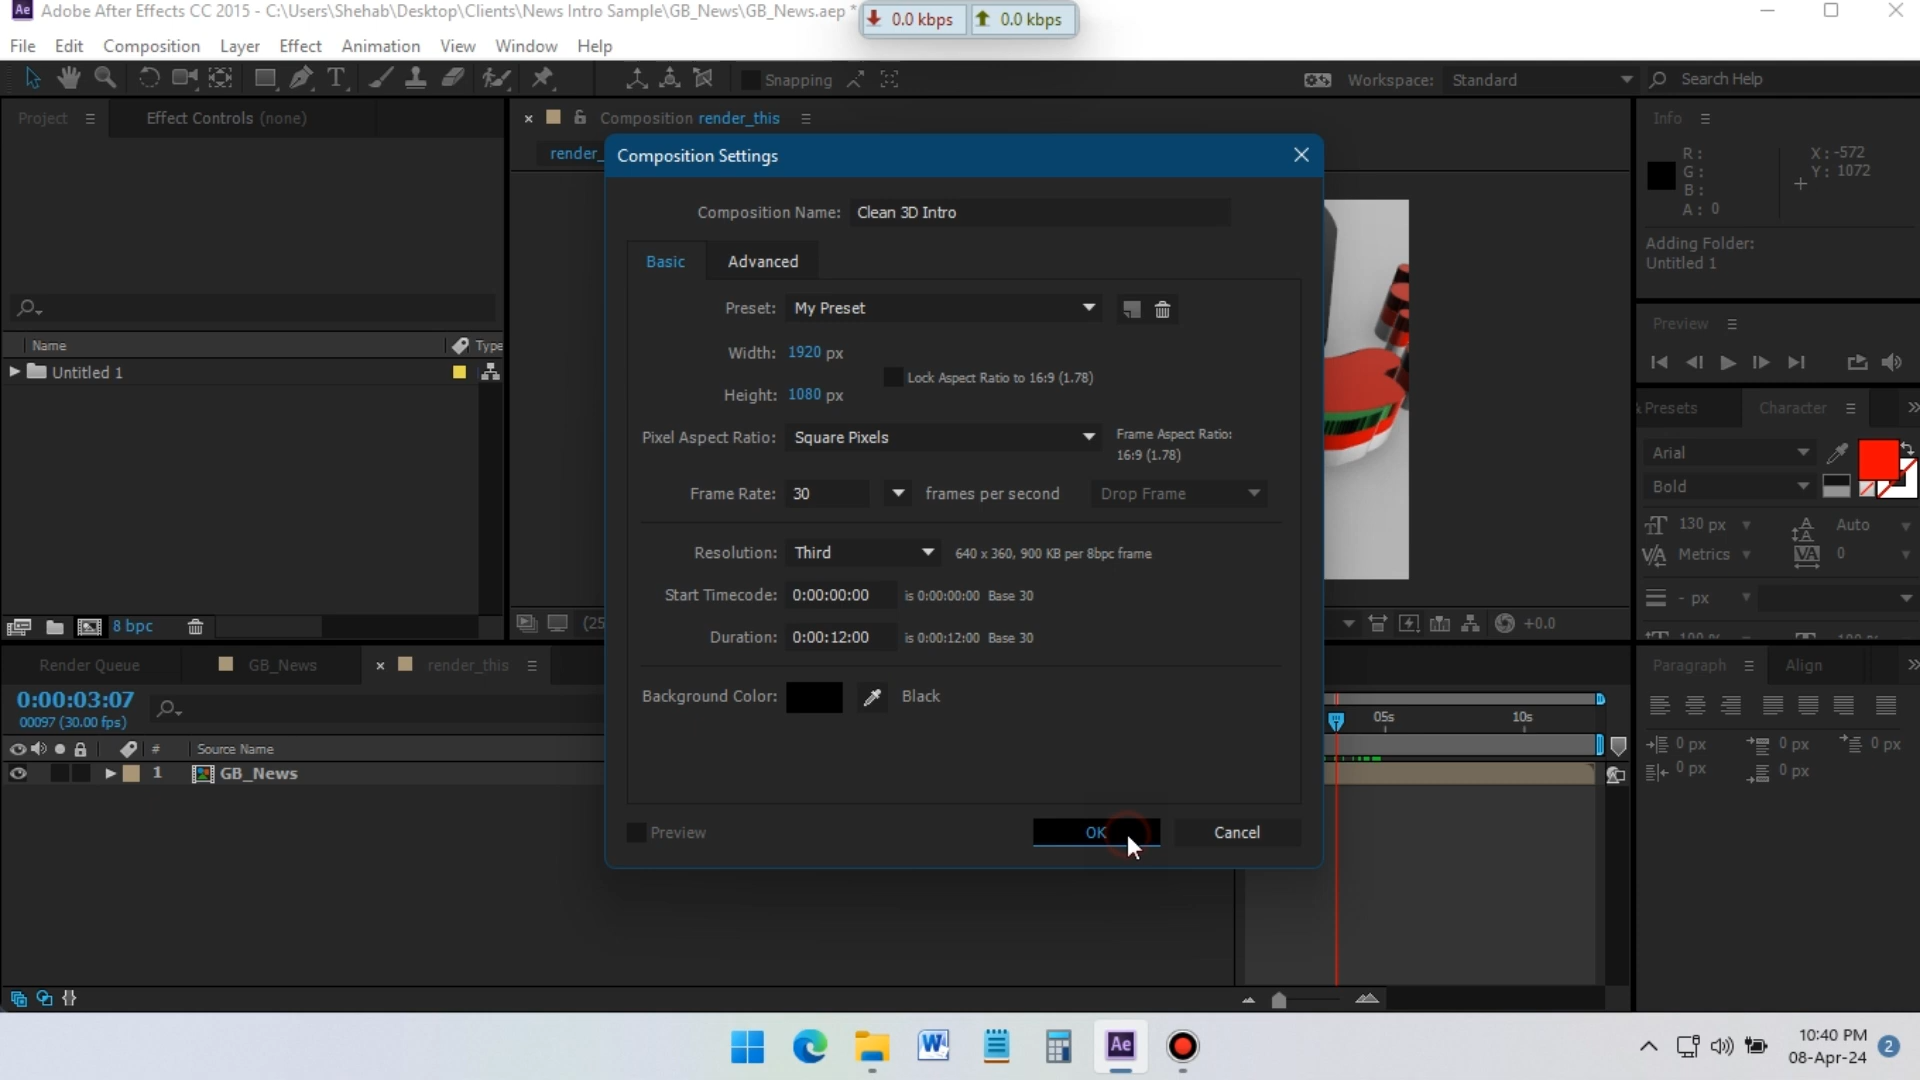 Adobe After Effects CC 2015 - C:\Users\Shehab\Desktop\Clients\News Intro Sample\GB_News\GB_News.aep *
0.0 kbps
0.0 kbps
File Edit Composition Layer Effect Animation View Window Help
Snapping
Workspace: Standard
Search Help
Project
Effect Controls (none)
Composition render_this
Info
render_
Composition Settings
R:
G:
B:
A: 0
X: -572
Y: 1072
Composition Name: Clean 3D Intro
Adding Folder:
Untitled 1
Basic
Advanced
Preset: My Preset
Preview
Name
Type
Width: 1920 px
Lock Aspect Ratio to 16:9 (1.78)
Untitled 1
Height: 1080 px
Presets
Character
Pixel Aspect Ratio: Square Pixels
Frame Aspect Ratio:
16:9 (1.78)
Arial
Bold
Frame Rate: 30
frames per second
Drop Frame
130 px
Auto
Metrics
0
Resolution: Third
640 x 360, 900 KB per 8bpc frame
Start Timecode: 0:00:00:00
is 0:00:00:00 Base 30
- px
8 bpc
(25
+0.0
Duration: 0:00:12:00
is 0:00:12:00 Base 30
Render Queue
GB_News
render_this
Paragraph
Align
0:00:03:07
00097 (30.00 fps)
Background Color:
Black
05s
10s
# Source Name
0 px
0 px
0 px
1
GB_News
0 px
0 px
Preview
OK
Cancel
W
Ae
10:40 PM
08-Apr-24
2